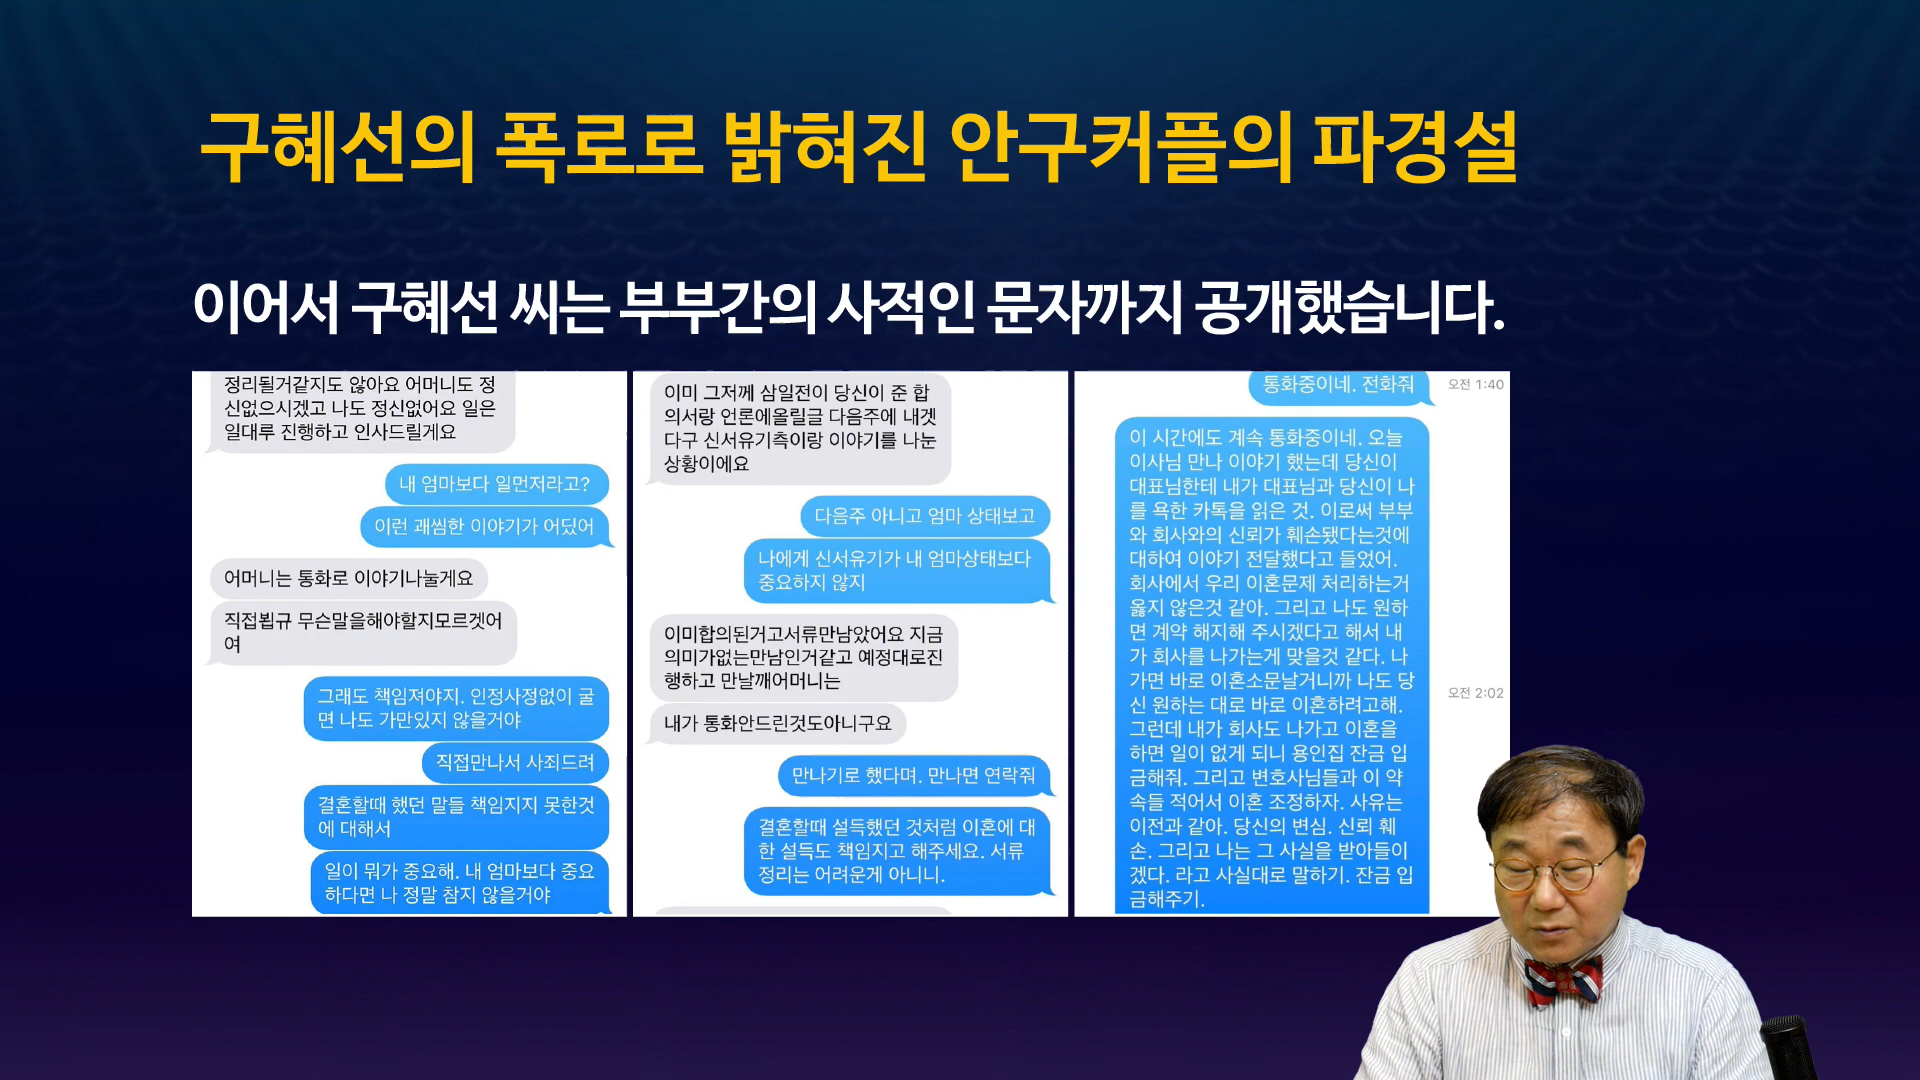 구혜선의 폭로로 밝혀진 안구커플의 파경설
이어서 구혜선 씨는 부부간의 사적인 문자까지 공개했습니다.
정리될거같지도 않아요 어머니도 정
신없으시겠고 나도 정신없어요 일은
일대루 진행하고 인사드릴게요
내 엄마보다 일먼저라고?
이런 괘씸한 이야기가 어딨어
어머니는 통화로 이야기나눌게요
직접뵙규 무슨말을해야할지모르겟어
여
그래도 책임져야지. 인정사정없이 굴
면 나도 가만있지 않을거야
직접만나서 사죄드려
결혼할때 했던 말들 책임지지 못한것
에 대해서
일이 뭐가 중요해. 내 엄마보다 중요
하다면 나 정말 참지 않을거야
이미 그저께 삼일전이 당신이 준 합
의서랑 언론에올릴글 다음주에 내겟
다구 신서유기측이랑 이야기를 나눈
상황이에요
다음주 아니고 엄마 상태보고
나에게 신서유기가 내 엄마상태보다
중요하지 않지
이미합의된거고서류만남았어요 지금
의미가없는만남인거같고 예정대로진
행하고 만날깨어머니는
내가 통화안드린것도아니구요
만나기로 했다며. 만나면 연락줘
결혼할때 설득했던 것처럼 이혼에 대
한 설득도 책임지고 해주세요. 서류
정리는 어려운게 아니니.
통화중이네. 전화줘
오전 1:40
이 시간에도 계속 통화중이네. 오늘
이사님 만나 이야기 했는데 당신이
대표님한테 내가 대표님과 당신이 나
를 욕한 카톡을 읽은 것. 이로써 부부
와 회사와의 신뢰가 훼손됐다는것에
대하여 이야기 전달했다고 들었어.
회사에서 우리 이혼문제 처리하는거
옳지 않은것 같아. 그리고 나도 원하
면 계약 해지해 주시겠다고 해서 내
가 회사를 나가는게 맞을것 같다. 나
가면 바로 이혼소문날거니까 나도 당
신 원하는 대로 바로 이혼하려고해.
그런데 내가 회사도 나가고 이혼을
하면 일이 없게 되니 용인집 잔금 입
금해줘. 그리고 변호사님들과 이 약
속들 적어서 이혼 조정하자. 사유는
이전과 같아. 당신의 변심. 신뢰 훼
손. 그리고 나는 그 사실을 받아들이
겠다. 라고 사실대로 말하기. 잔금 입
금해주기.
오전 2:02